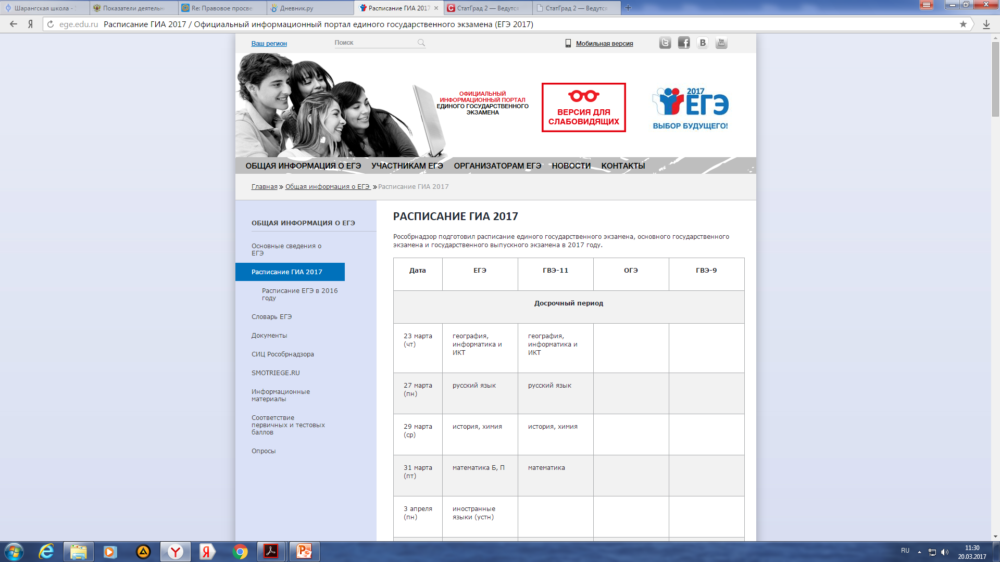 Шарангская школа -
Показатели деятельн
Re: Правовое просве
Дневник.ру
Расписание ГИА 2017
СтатГрад 2 — Ведутся
СтатГрад 2 — Ведутся
Я
ege.edu.ru Расписание ГИА 2017 / Официальный информационный портал единого государственного экзамена (ЕГЭ 2017)
Ваш регион
Поиск
Мобильная версия
ОФИЦИАЛЬНЫЙ
ИНФОРМАЦИОННЫЙ ПОРТАЛ
ЕДИНОГО ГОСУДАРСТВЕННОГО
ЭКЗАМЕНА
ВЕРСИЯ ДЛЯ
СЛАБОВИДЯЩИХ
2017
ЕГЭ
ВЫБОР БУДУЩЕГО!
ОБЩАЯ ИНФОРМАЦИЯ О ЕГЭ УЧАСТНИКАМ ЕГЭ ОРГАНИЗАТОРАМ ЕГЭ НОВОСТИ КОНТАКТЫ
Главная » Общая информация о ЕГЭ » Расписание ГИА 2017
ОБЩАЯ ИНФОРМАЦИЯ О ЕГЭ
Основные сведения о
ЕГЭ
Расписание ГИА 2017
Расписание ЕГЭ в 2016
году
Словарь ЕГЭ
Документы
СИЦ Рособрнадзора
SMOTRIEGE.RU
Информационные
материалы
Соответствие
первичных и тестовых
баллов
Опросы
РАСПИСАНИЕ ГИА 2017
Рособрнадзор подготовил расписание единого государственного экзамена, основного государственного
экзамена и государственного выпускного экзамена в 2017 году.
Дата ЕГЭ ГВЭ-11 ОГЭ ГВЭ-9
Досрочный период
23 марта география, география,
(чт) информатика и информатика и
ИКТ ИКТ
27 марта русский язык русский язык
(пн)
29 марта история, химия история, химия
(ср)
31 марта математика Б, П математика
(пт)
3 апреля иностранные
(пн) языки (устн)
RU
11:30
20.03.2017